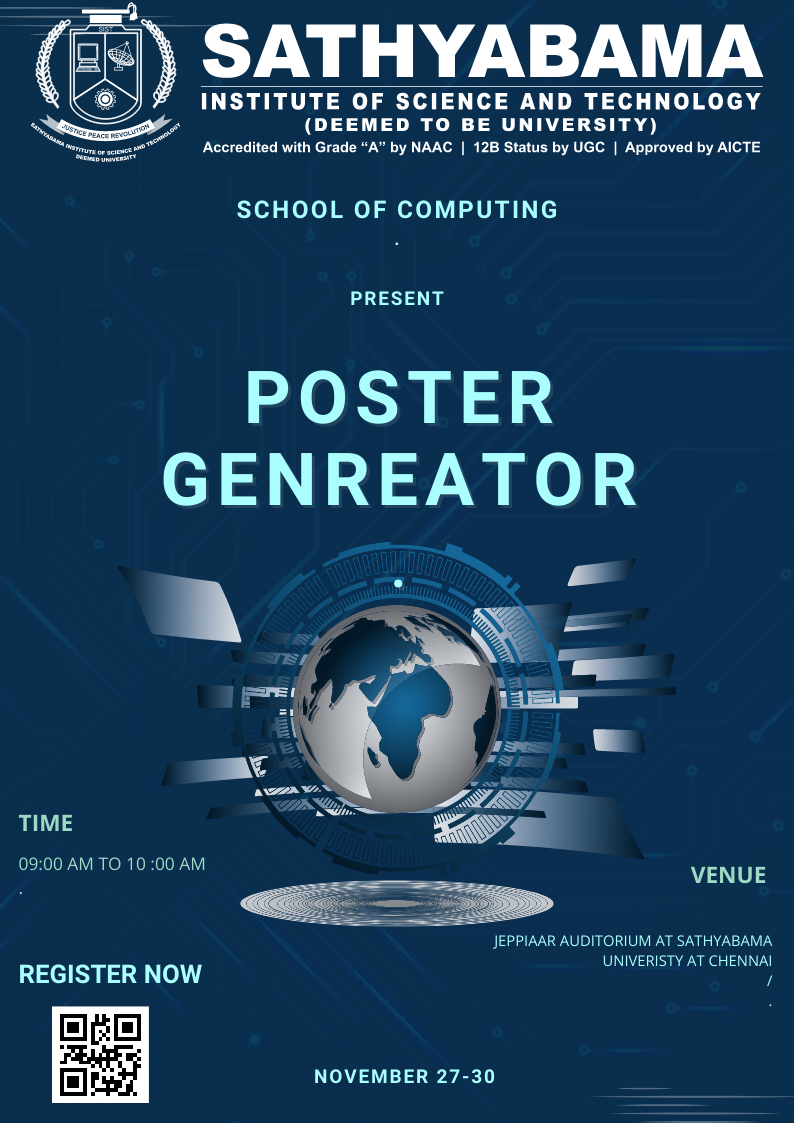 SIST
JUSTICE PEACE REVOLUTION
SATHYABAMA INSTITUTE OF SCIENCE AND TECHNOLOGY
DEEMED UNIVERSITY
SATHYABAMA
INSTITUTE OF SCIENCE AND TECHNOLOGY
(DEEMED TO BE UNIVERSITY)
Accredited with Grade “A” by NAAC | 12B Status by UGC | Approved by AICTE
SCHOOL OF COMPUTING
.
PRESENT
POSTER
GENREATOR
TIME
09:00 AM TO 10 :00 AM
.
VENUE
JEPPIAAR AUDITORIUM AT SATHYABAMA
UNIVERISTY AT CHENNAI
/
.
REGISTER NOW
NOVEMBER 27-30